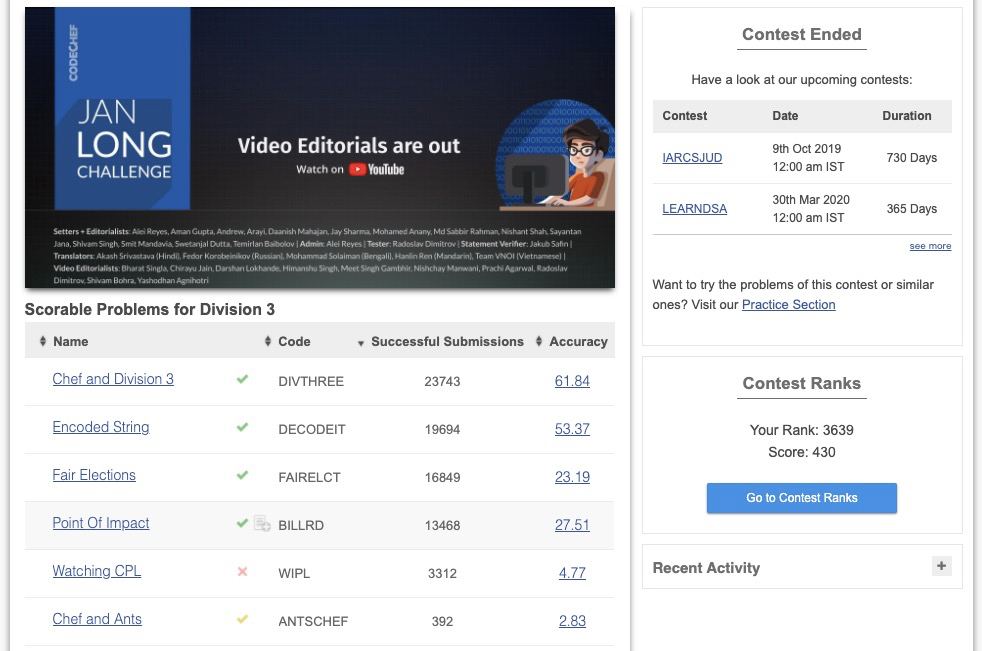 CODECHEF
JAN
LONG
CHALLENGE
Video Editorials are out
Watch on YouTube
Setters + Editorialists: Alei Reyes, Aman Gupta, Andrew, Arayi, Daanish Mahajan, Jay Sharma, Mohamed Anany, Md Sabbir Rahman, Nishant Shah, Sayantan
Jana, Shivam Singh, Smit Mandavia, Swetanjal Dutta, Temirlan Baibolov | Admin: Alei Reyes | Tester: Radoslav Dimitrov | Statement Verifier: Jakub Safin |
Translators: Akash Srivastava (Hindi), Fedor Korobeinikov (Russian), Mohammad Solaiman (Bengali), Hanlin Ren (Mandarin), Team VNOI (Vietnamese) |
Video Editorialists: Bharat Singla, Chirayu Jain, Darshan Lokhande, Himanshu Singh, Meet Singh Gambhir, Nishchay Manwani, Prachi Agarwal, Radoslav
Dimitrov, Shivam Bohra, Yashodhan Agnihotri
Scorable Problems for Division 3
Name Code Successful Submissions Accuracy
Chef and Division 3 DIVTHREE 23743 61.84
Encoded String DECODEIT 19694 53.37
Fair Elections FAIRELCT 16849 23.19
Point Of Impact BILLRD 13468 27.51
Watching CPL WIPL 3312 4.77
Chef and Ants ANTSCHEF 392 2.83
Contest Ended
Have a look at our upcoming contests:
Contest Date Duration
IARCSJUD 9th Oct 2019 12:00 am IST 730 Days
LEARNDSA 30th Mar 2020 12:00 am IST 365 Days
see more
Want to try the problems of this contest or similar
ones? Visit our Practice Section
Contest Ranks
Your Rank: 3639
Score: 430
Go to Contest Ranks
Recent Activity +